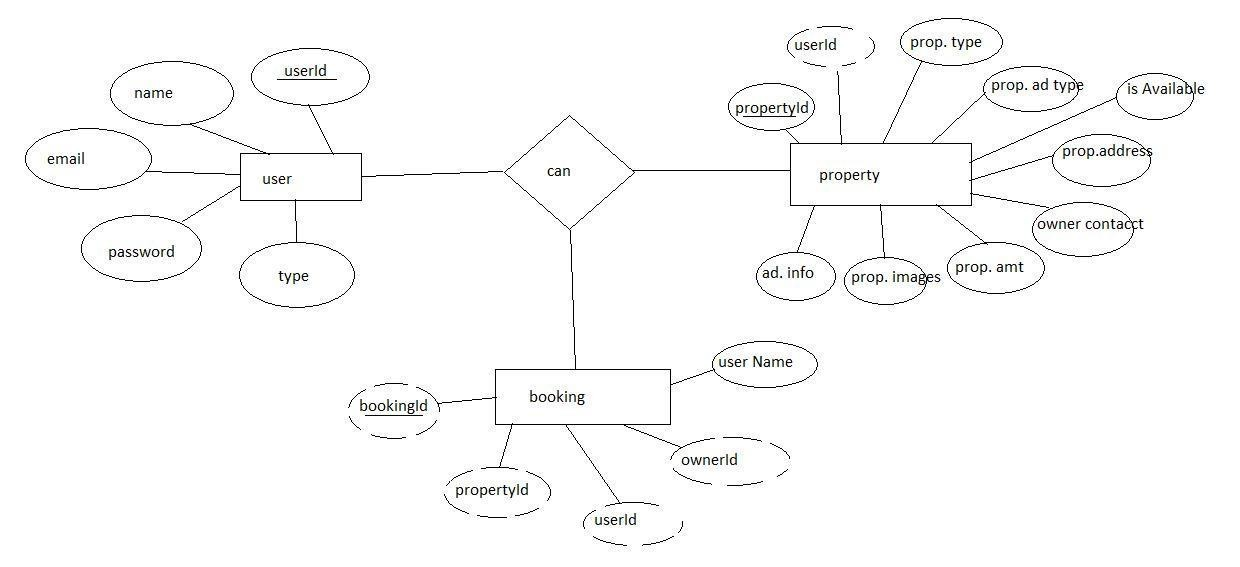 userId
name
email
user
password
type
can
userId
prop. type
propertyId
prop. ad type
is Available
prop.address
property
owner contacct
ad. info
prop. images
prop. amt
user Name
booking
bookingId
ownerId
propertyId
userId